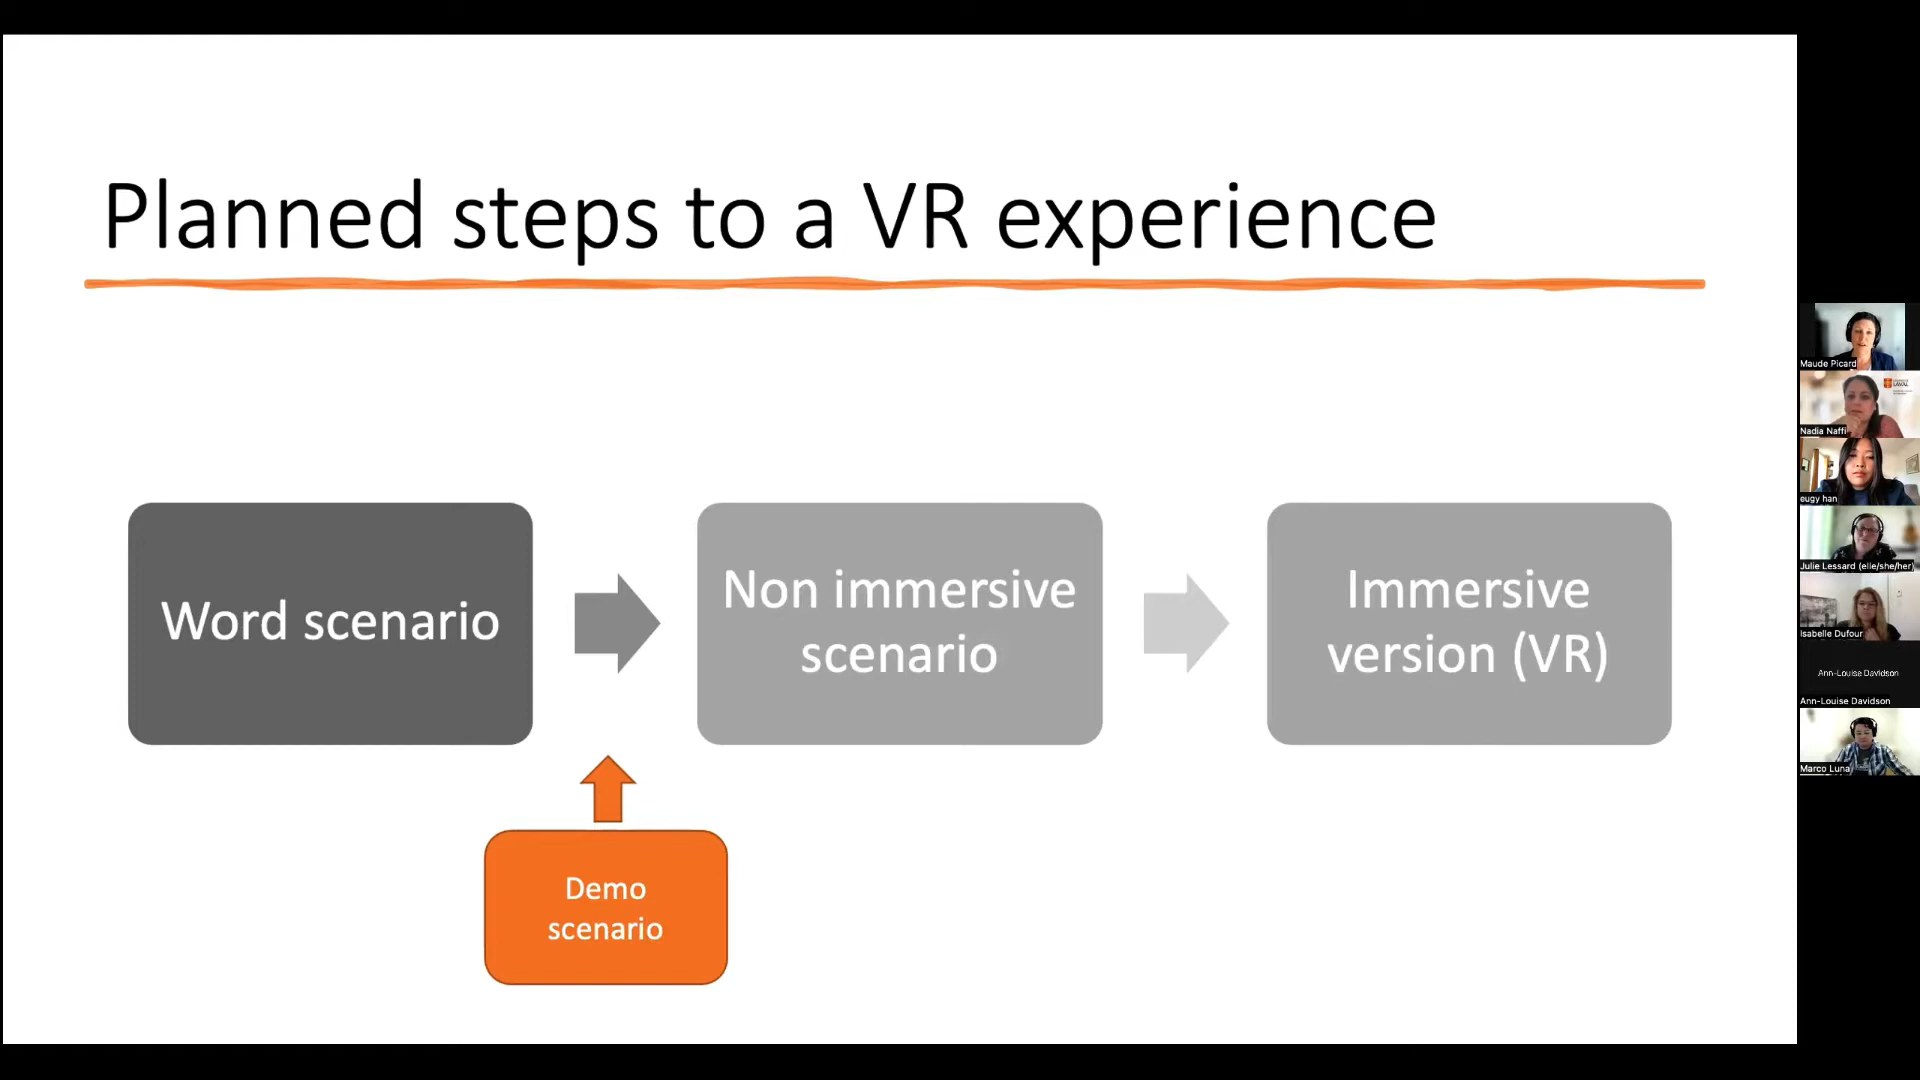 Planned steps to a VR experience
Word scenario
Non immersive
scenario
Immersive
version (VR)
Demo
scenario
Maude Picard
LAVAL
Nadia Naffi
eugy han
Julie Lessard (elle/she/her)
Isabelle Dufour
Ann-Louise Davidson
Ann-Louise Davidson
Marco Luna